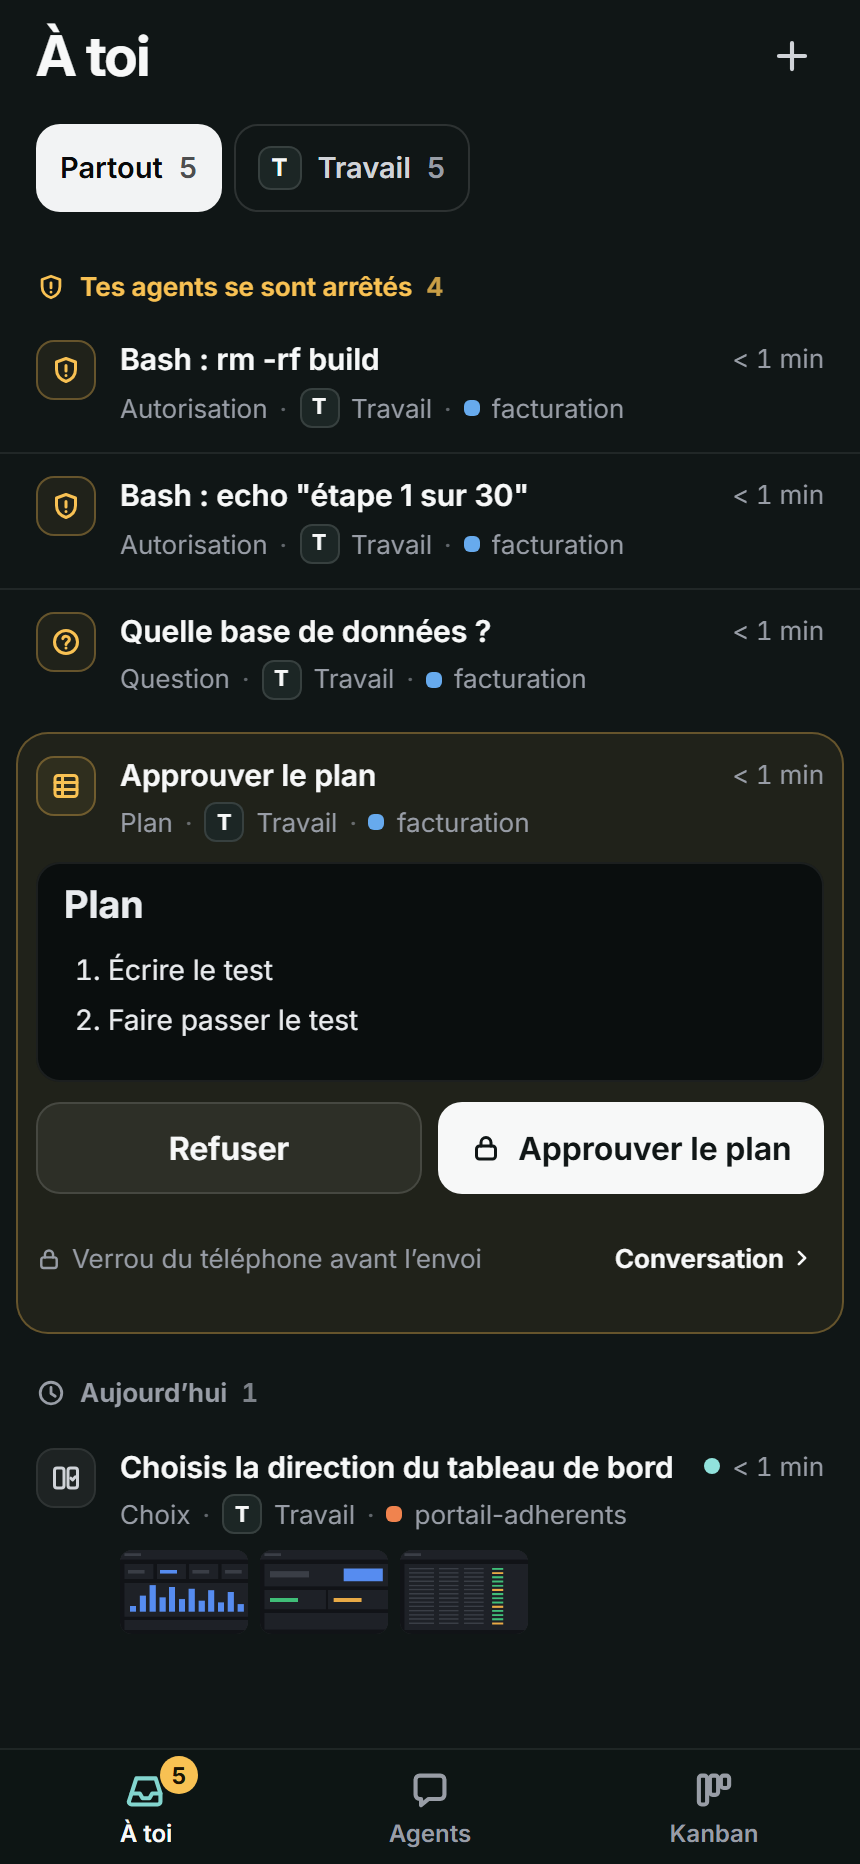 À toi
Partout 5
T Travail 5
Tes agents se sont arrêtés 4
Bash : rm -rf build < 1 min
Autorisation · T Travail · facturation
Bash : echo "étape 1 sur 30" < 1 min
Autorisation · T Travail · facturation
Quelle base de données ? < 1 min
Question · T Travail · facturation
Approuver le plan < 1 min
Plan · T Travail · facturation
Plan
1. Écrire le test
2. Faire passer le test
Refuser
Approuver le plan
Verrou du téléphone avant l’envoi
Conversation
Aujourd’hui 1
Choisis la direction du tableau de bord < 1 min
Choix · T Travail · portail-adherents
5
À toi
Agents
Kanban